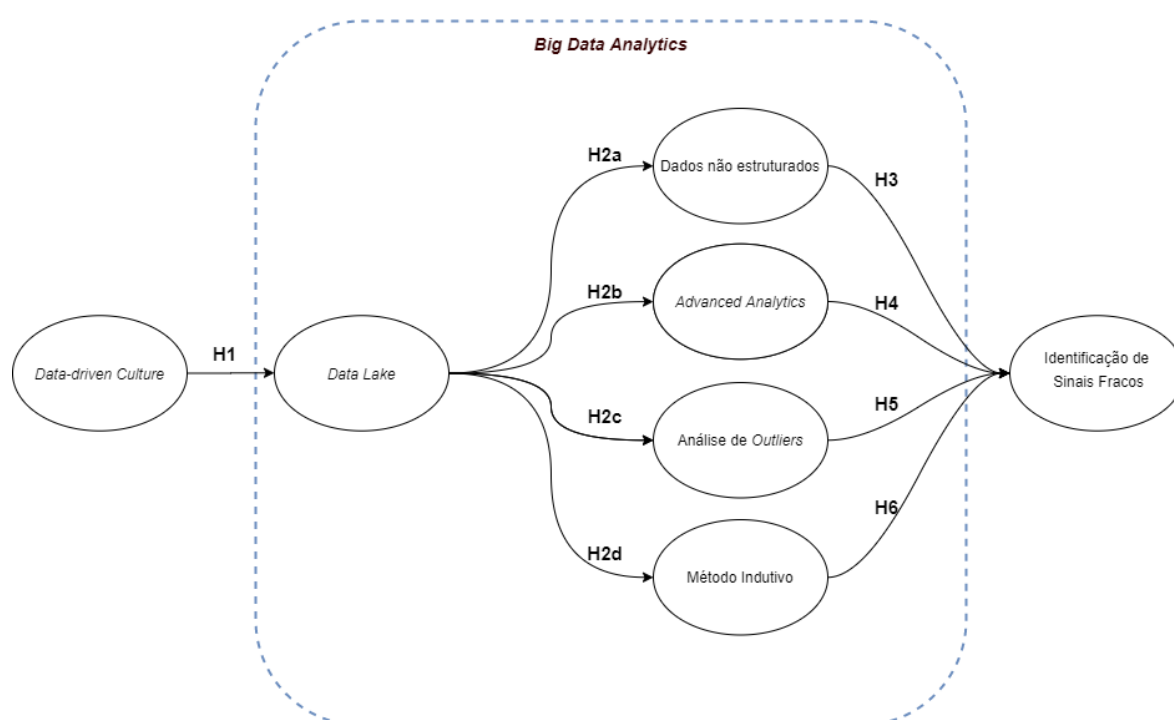 Big Data Analytics
H2a
Dados não estruturados
H3
H2b
Advanced Analytics
H4
Data-driven Culture
H1
Data Lake
Identificação de
Sinais Fracos
H2c
Análise de Outliers
H5
H2d
Método Indutivo
H6